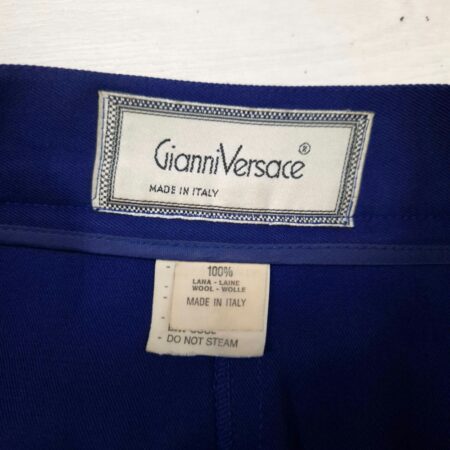 GianniVersace®
MADE IN ITALY
100%
LANA - LAINE
WOOL - WOLLE
MADE IN ITALY
- DO NOT STEAM